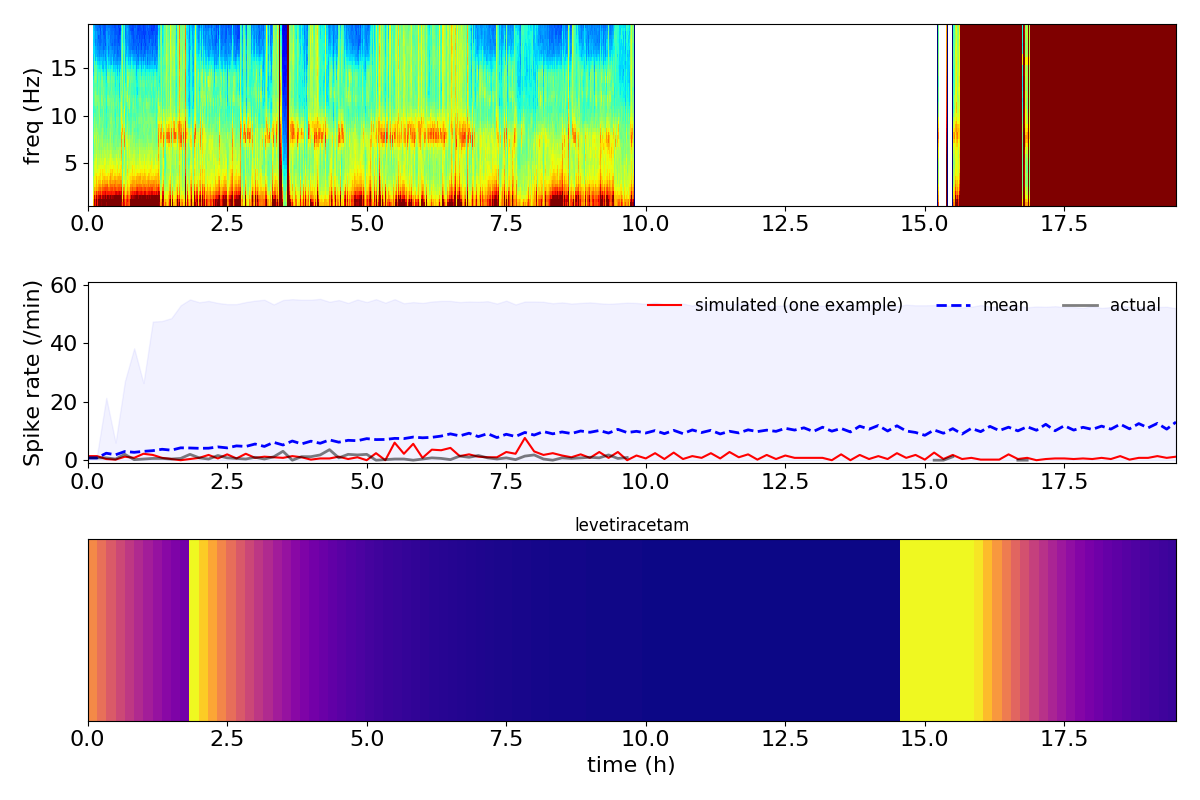 freq (Hz)
15
10
5
0.0 2.5 5.0 7.5 10.0 12.5 15.0 17.5
Spike rate (/min)
60
40
20
0
simulated (one example) mean actual
0.0 2.5 5.0 7.5 10.0 12.5 15.0 17.5
levetiracetam
0.0 2.5 5.0 7.5 10.0 12.5 15.0 17.5
time (h)